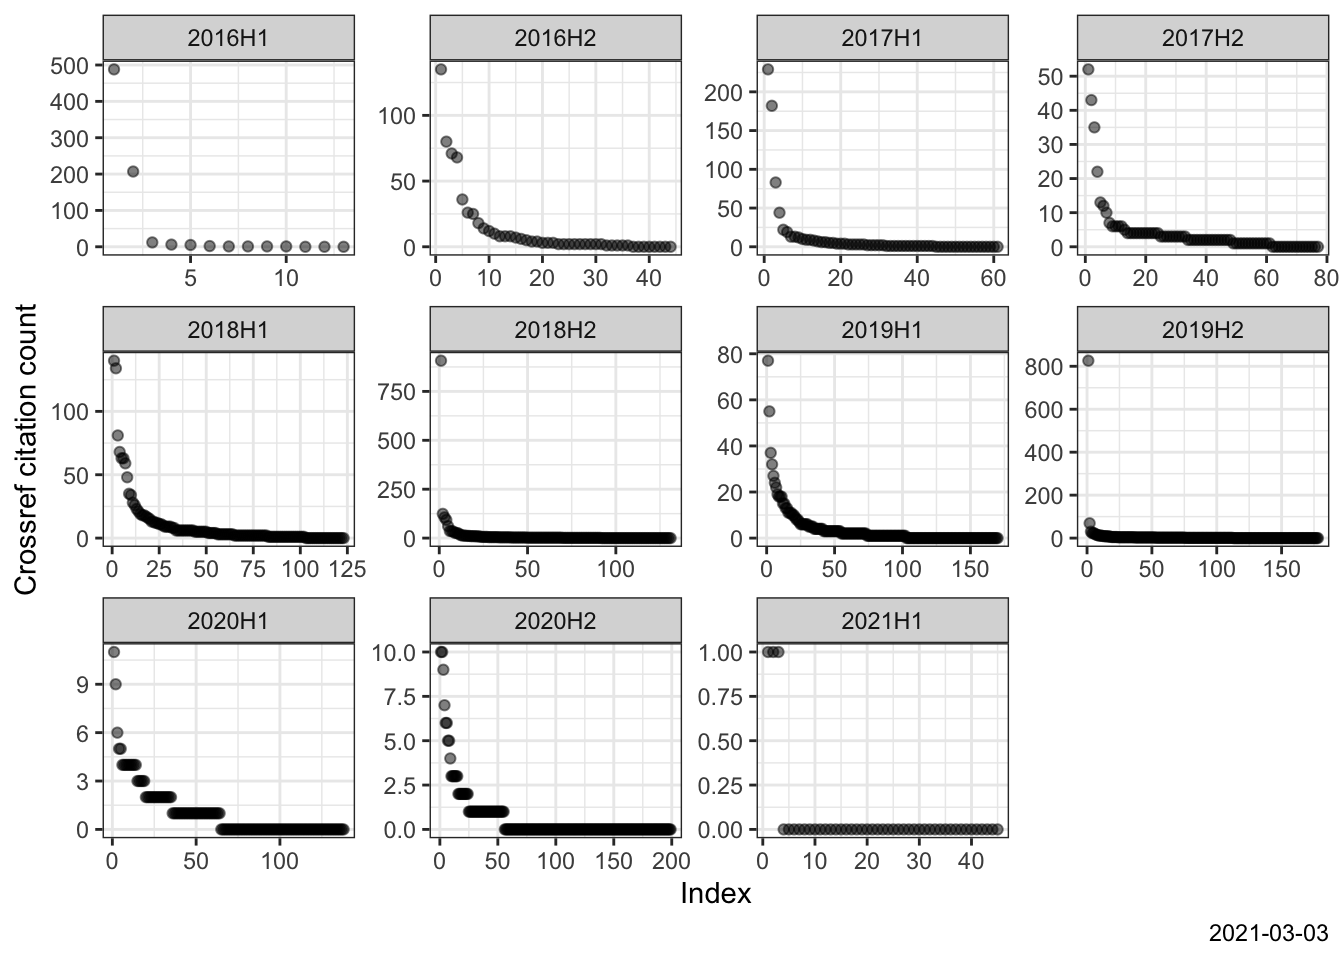 2016H1 2016H2 2017H1 2017H2
500 400 300 200 100 0
100 50 0
200 150 100 50 0
50 40 30 20 10 0
5 10
0 10 20 30 40
0 20 40 60
0 20 40 60 80
Crossref citation count
2018H1 2018H2 2019H1 2019H2
100 50 0
750 500 250 0
80 60 40 20 0
800 600 400 200 0
0 25 50 75 100 125
0 50 100
0 50 100 150
0 50 100 150
2020H1 2020H2 2021H1
9 6 3 0
10.0 7.5 5.0 2.5 0.0
1.00 0.75 0.50 0.25 0.00
0 50 100
0 50 100 150 200
0 10 20 30 40
Index
2021-03-03